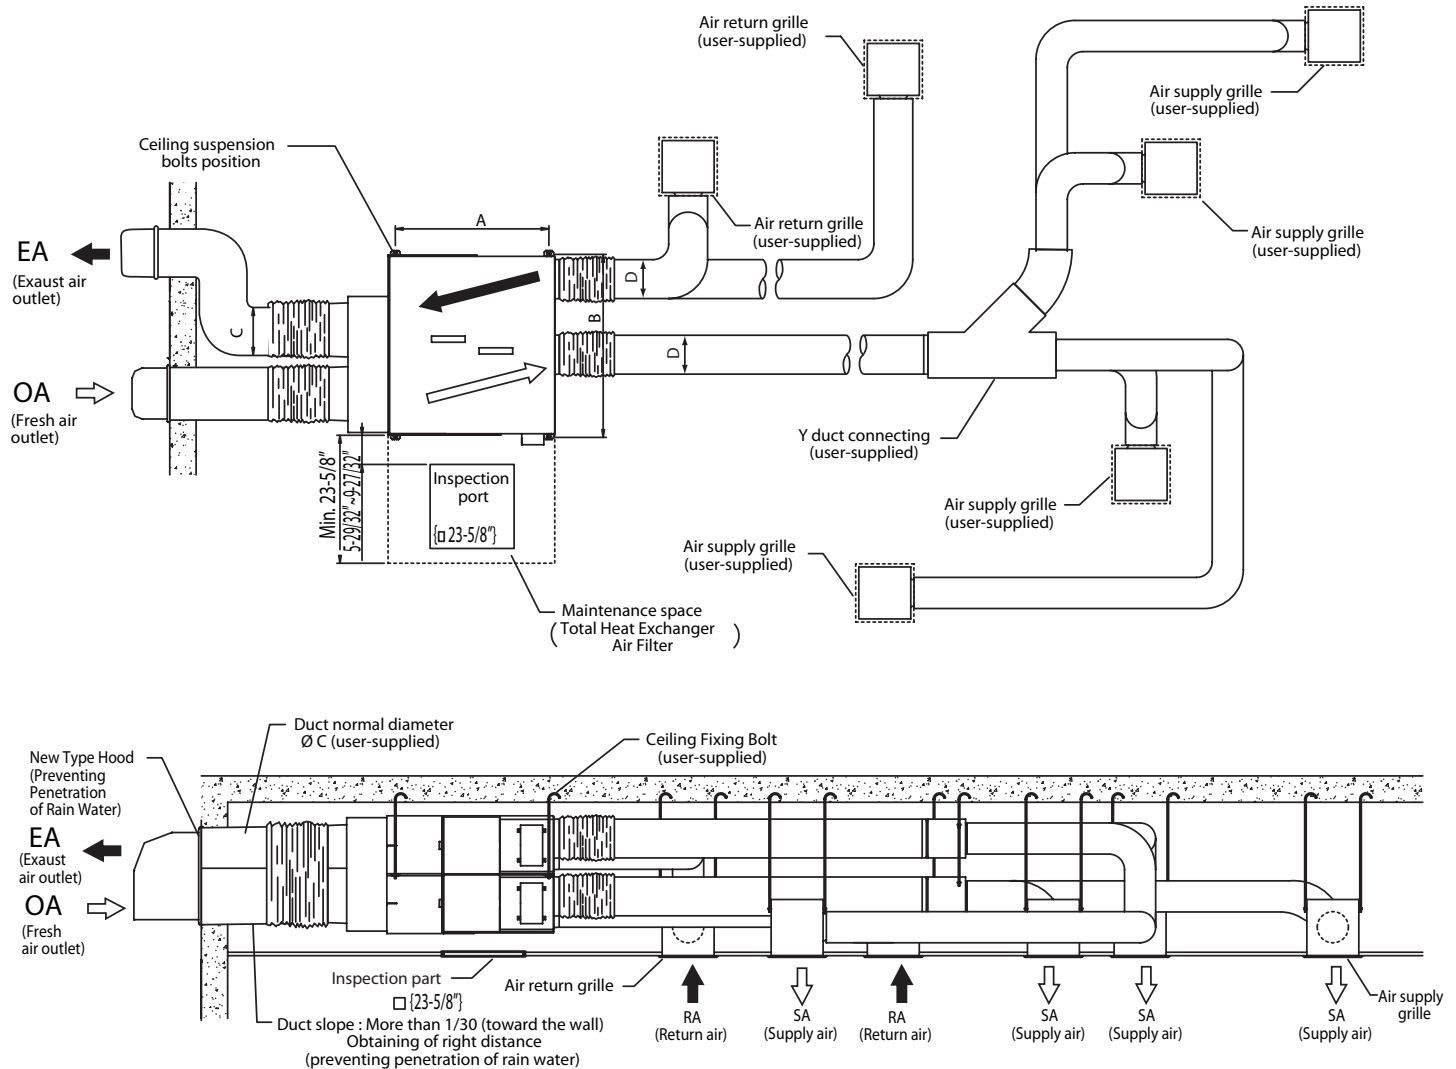 Air return grille
(user-supplied)
Air supply grille
(user-supplied)
Ceiling suspension
bolts position
A
Air return grille
(user-supplied)
Air supply grille
(user-supplied)
EA
(Exaust air
outlet)
D
B
C
D
OA
(Fresh air
outlet)
Y duct connecting
(user-supplied)
Min. 23-5/8"
5-29/32"~9-27/32"
Inspection
port
{□ 23-5/8"}
Air supply grille
(user-supplied)
Air supply grille
(user-supplied)
Maintenance space
( Total Heat Exchanger )
Air Filter
Duct normal diameter
Ø C (user-supplied)
Ceiling Fixing Bolt
(user-supplied)
New Type Hood
(Preventing
Penetration
of Rain Water)
EA
(Exaust
air outlet)
OA
(Fresh
air outlet)
Inspection part
□ {23-5/8"}
Air return grille
Duct slope : More than 1/30 (toward the wall)
Obtaining of right distance
(preventing penetration of rain water)
RA
(Return air)
SA
(Supply air)
RA
(Return air)
SA
(Supply air)
SA
(Supply air)
SA
(Supply air)
Air supply
grille